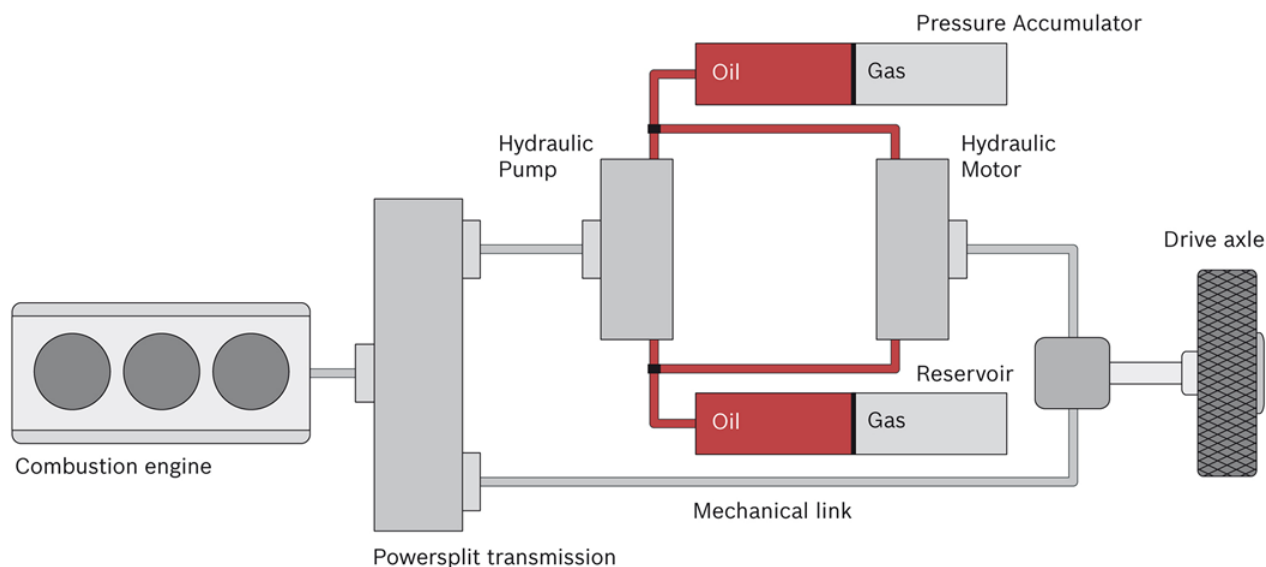 Pressure Accumulator
Oil
Gas
Hydraulic
Pump
Hydraulic
Motor
Drive axle
Reservoir
Oil
Gas
Combustion engine
Mechanical link
Powersplit transmission